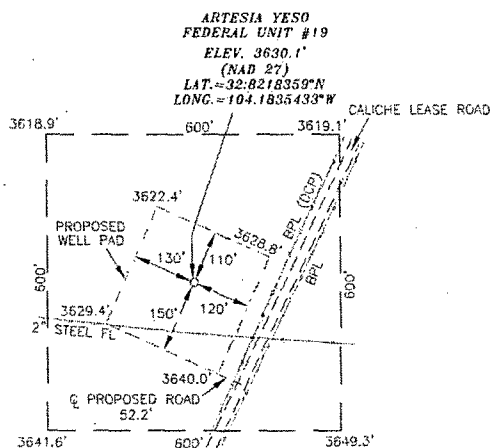 ARTESIA YESO
FEDERAL UNIT #19
ELEV. 3630.1'
(NAD 27)
LAT.=32.8218359°N
LONG.=104.1835433°W
CALICHE LEASE ROAD
3618.9'
600'
3619.1'
3622.4'
BPL (DCP)
PROPOSED
WELL PAD
3628.8'
110'
130'
BPL
600'
600'
3629.4'
150'
120'
2" STEEL FL
3640.0'
℄ PROPOSED ROAD
52.2'
3641.6'
600'
3649.3'